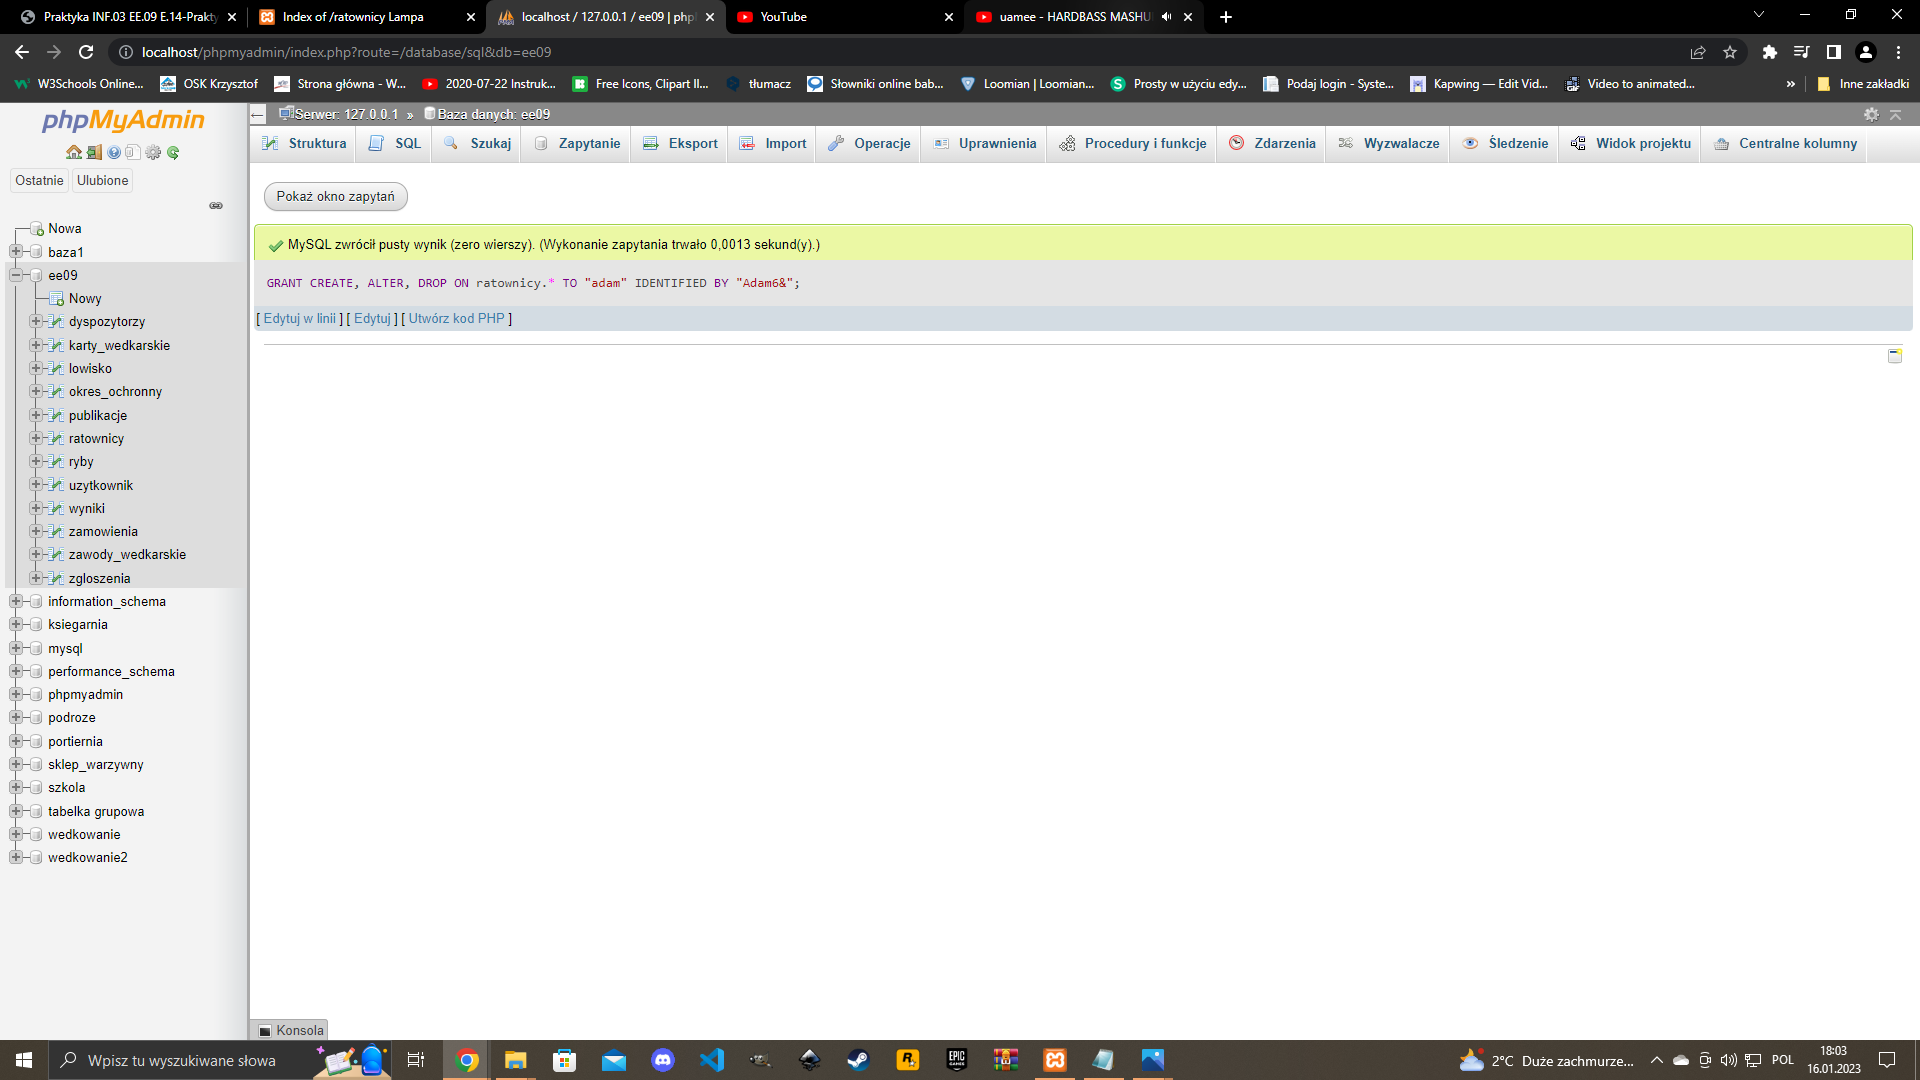 Praktyka INF.03 EE.09 E.14-Prakty
Index of /ratownicy Lampa
localhost / 127.0.0.1 / ee09 | php
YouTube
uamee - HARDBASS MASHU
localhost/phpmyadmin/index.php?route=/database/sql&db=ee09
W3Schools Online...
OSK Krzysztof
Strona główna - W...
2020-07-22 Instruk...
Free Icons, Clipart Il...
tłumacz
Słowniki online bab...
Loomian | Loomian...
Prosty w użyciu edy...
Podaj login - Syste...
Kapwing — Edit Vid...
Video to animated...
»
Inne zakładki
phpMyAdmin
Serwer: 127.0.0.1 » Baza danych: ee09
Struktura
SQL
Szukaj
Zapytanie
Eksport
Import
Operacje
Uprawnienia
Procedury i funkcje
Zdarzenia
Wyzwalacze
Śledzenie
Widok projektu
Centralne kolumny
Ostatnie
Ulubione
Nowa
baza1
ee09
Nowy
dyspozytorzy
karty_wedkarskie
lowisko
okres_ochronny
publikacje
ratownicy
ryby
uzytkownik
wyniki
zamowienia
zawody_wedkarskie
zgloszenia
information_schema
ksiegarnia
mysql
performance_schema
phpmyadmin
podroze
portiernia
sklep_warzywny
szkola
tabelka grupowa
wedkowanie
wedkowanie2
Pokaż okno zapytań
MySQL zwrócił pusty wynik (zero wierszy). (Wykonanie zapytania trwało 0,0013 sekund(y).)
GRANT CREATE, ALTER, DROP ON ratownicy.* TO "adam" IDENTIFIED BY "Adam6&";
[ Edytuj w linii ] [ Edytuj ] [ Utwórz kod PHP ]
Konsola
Wpisz tu wyszukiwane słowa
EPIC GAMES
2°C Duże zachmurze...
POL
18:03
16.01.2023